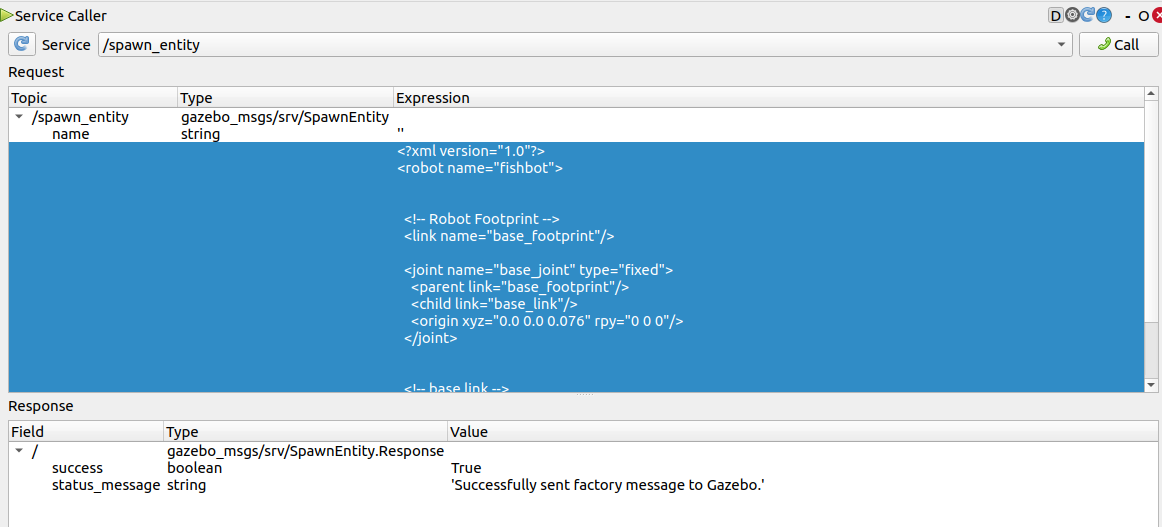 Service Caller
D ? - O
Service /spawn_entity Call
Request
Topic Type Expression
/spawn_entity gazebo_msgs/srv/SpawnEntity
name string ''
<?xml version="1.0"?>
<robot name="fishbot">
<!-- Robot Footprint -->
<link name="base_footprint"/>
<joint name="base_joint" type="fixed">
<parent link="base_footprint"/>
<child link="base_link"/>
<origin xyz="0.0 0.0 0.076" rpy="0 0 0"/>
</joint>
<!-- base link -->
Response
Field Type Value
/ gazebo_msgs/srv/SpawnEntity.Response
success boolean True
status_message string 'Successfully sent factory message to Gazebo.'